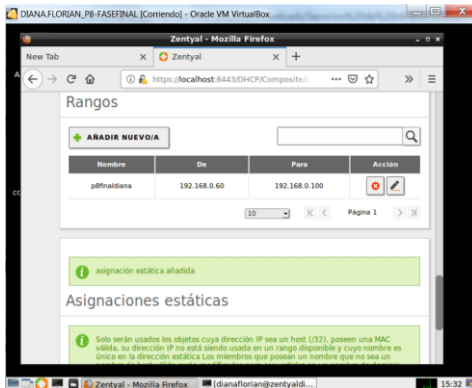 DIANA.FLORIAN_P8-FASEFINAL [Corriendo] - Oracle VM VirtualBox
Zentyal - Mozilla Firefox
New Tab
Zentyal
https://localhost:8443/DHCP/Composite/
Rangos
AÑADIR NUEVO/A
Nombre De Para Acción
p8finaldiana 192.168.0.60 192.168.0.100
10 Página 1
asignación estática añadida
Asignaciones estáticas
Solo serán usados los objetos cuya dirección IP sea un host (/32), poseen una MAC
válida, su dirección IP no está siendo usada en un rango disponible y cuyo nombre es
único en la dirección estática Los miembros que posean un nombre que no sea un
Zentyal - Mozilla Firefox
[dianaflorian@zentyaldi...
15:32